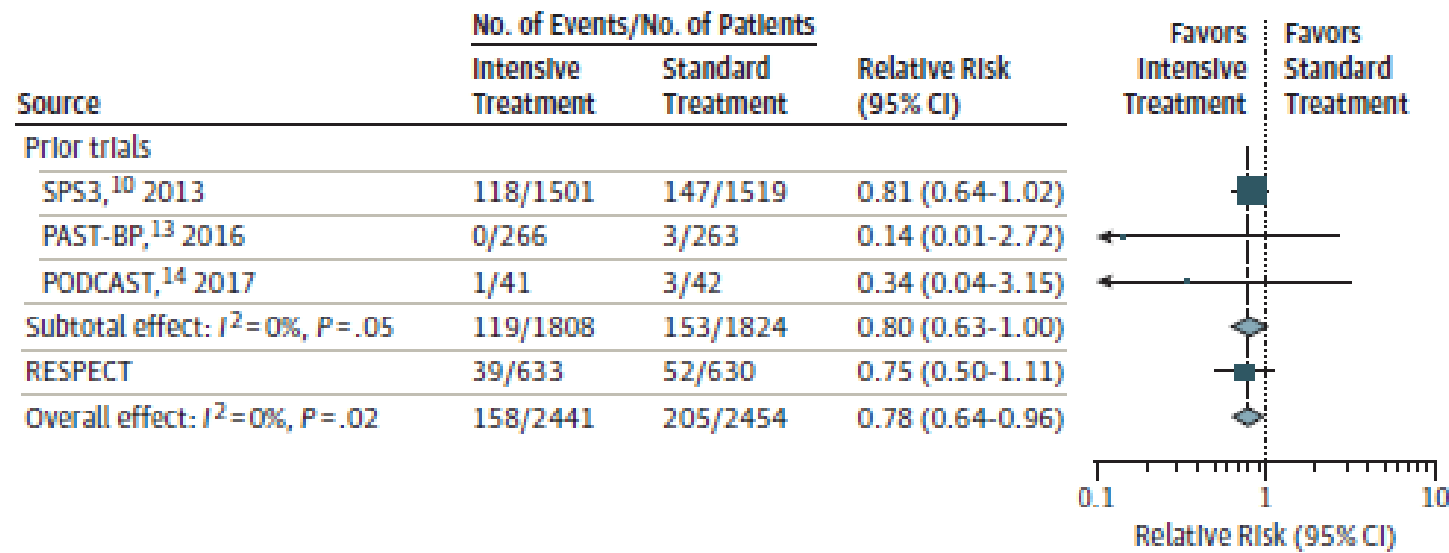 No. of Events/No. of Patients
Favors Favors
Intensive Standard Relative Risk Intensive Standard
Source Treatment Treatment (95% CI) Treatment Treatment
Prior trials
SPS3,10 2013 118/1501 147/1519 0.81 (0.64-1.02)
PAST-BP,13 2016 0/266 3/263 0.14 (0.01-2.72)
PODCAST,14 2017 1/41 3/42 0.34 (0.04-3.15)
Subtotal effect: I2=0%, P=.05 119/1808 153/1824 0.80 (0.63-1.00)
RESPECT 39/633 52/630 0.75 (0.50-1.11)
Overall effect: I2=0%, P=.02 158/2441 205/2454 0.78 (0.64-0.96)
0.1 1 10
Relative Risk (95% CI)